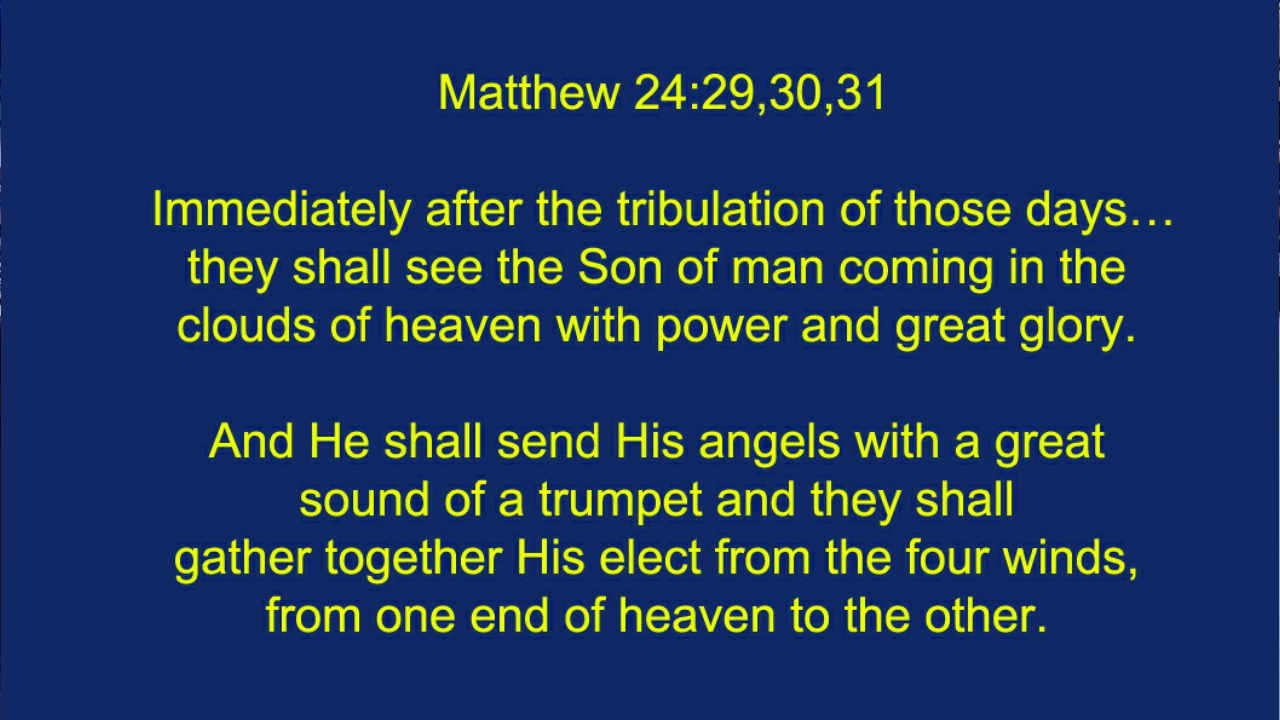 Matthew 24:29,30,31
Immediately after the tribulation of those days…
they shall see the Son of man coming in the
clouds of heaven with power and great glory.
And He shall send His angels with a great
sound of a trumpet and they shall
gather together His elect from the four winds,
from one end of heaven to the other.